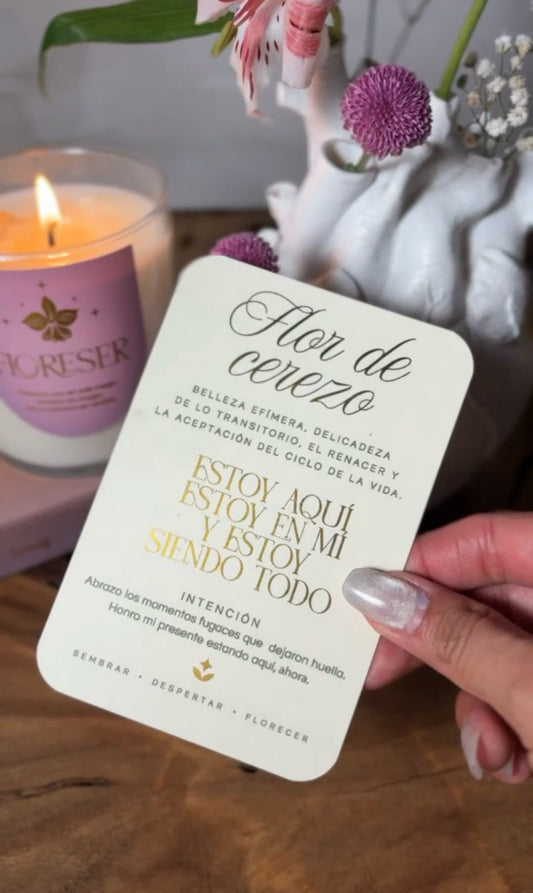 FIORESER
Flor de
cerezo
BELLEZA EFÍMERA, DELICADEZA
DE LO TRANSITORIO, EL RENACER Y
LA ACEPTACIÓN DEL CICLO DE LA VIDA.
ESTOY AQUÍ
ESTOY EN MÍ
Y ESTOY
SIENDO TODO
INTENCIÓN
Abrazo los momentos fugaces que dejaron huella.
Honro mi presente estando aquí, ahora.
SEMBRAR • DESPERTAR • FLORECER